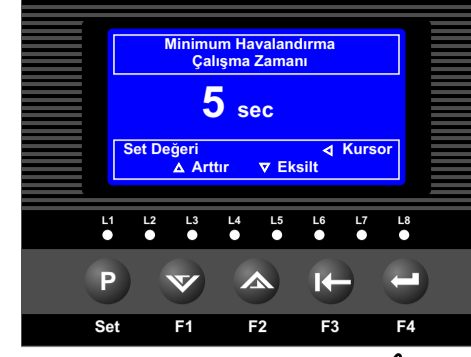 Minimum Havalandırma
Çalışma Zamanı
5 sec
Set Değeri ◁ Kursor
△ Arttır ▽ Eksilt
L1 L2 L3 L4 L5 L6 L7 L8
P
Set F1 F2 F3 F4